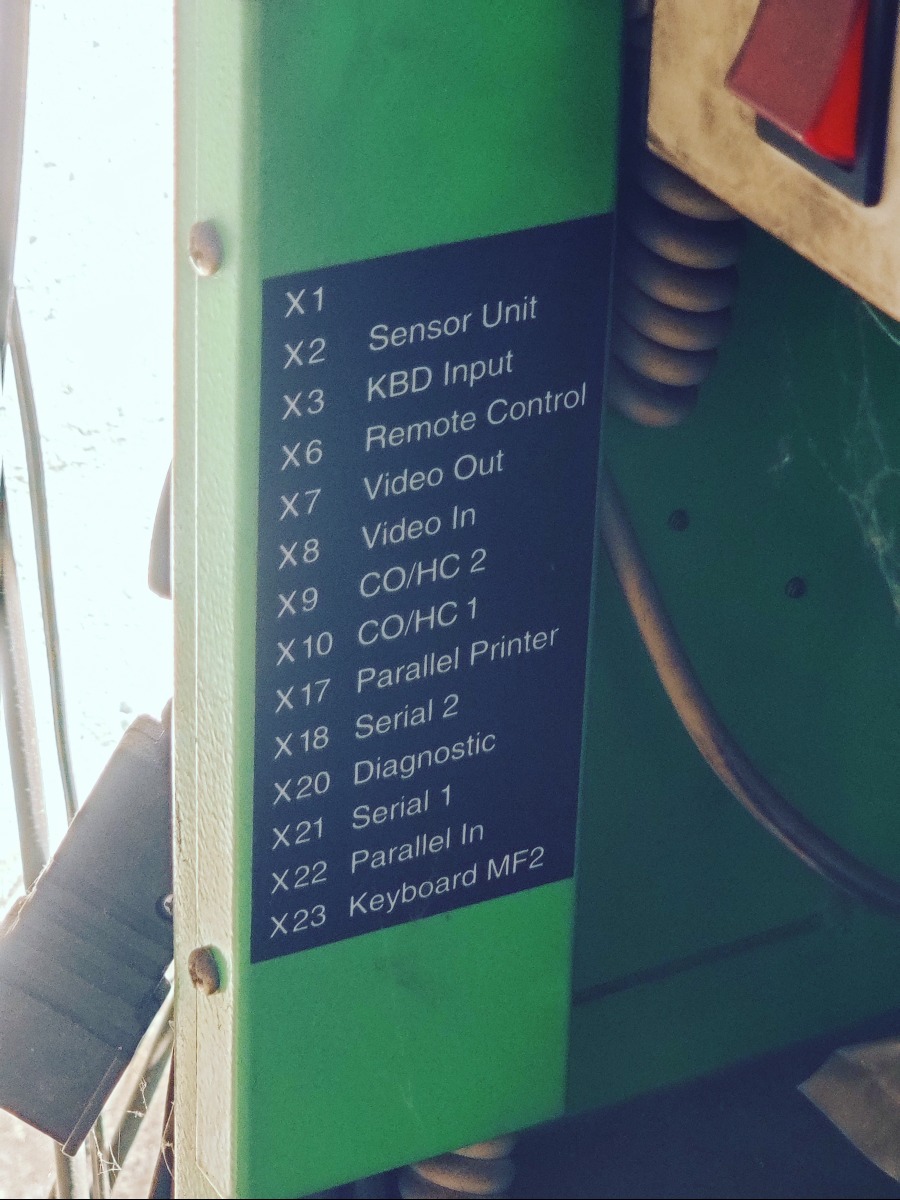 X1
X2 Sensor Unit
X3 KBD Input
X6 Remote Control
X7 Video Out
X8 Video In
X9 CO/HC 2
X10 CO/HC 1
X17 Parallel Printer
X18 Serial 2
X20 Diagnostic
X21 Serial 1
X22 Parallel In
X23 Keyboard MF2